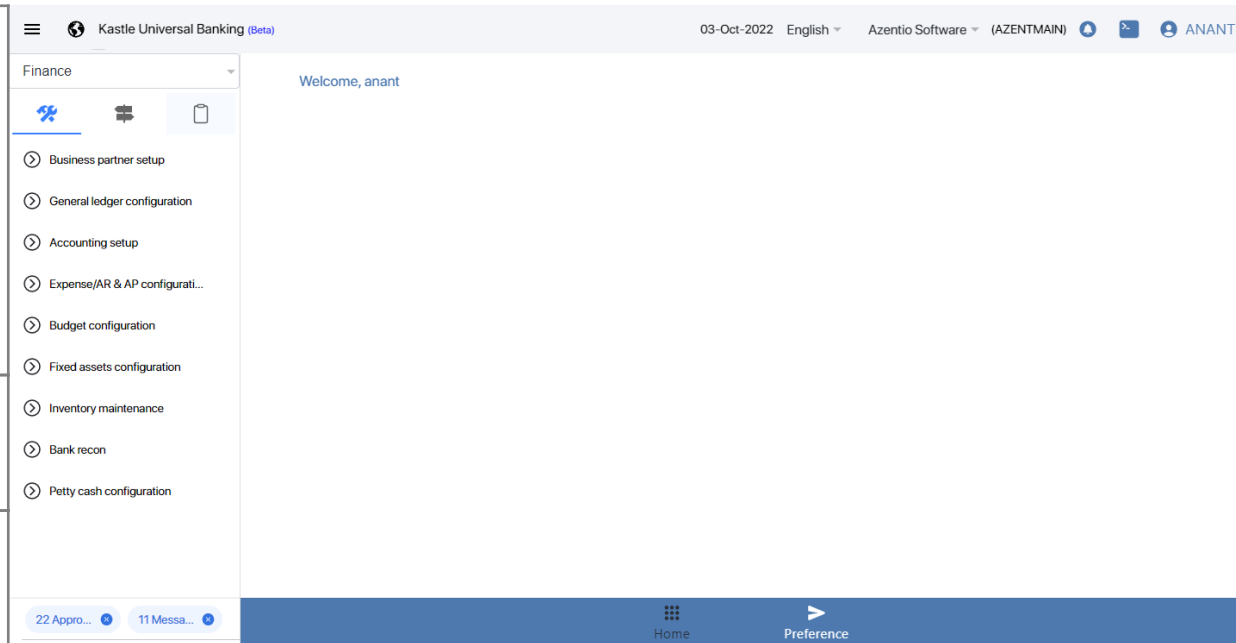 Kastle Universal Banking (Beta) 03-Oct-2022 English Azentio Software (AZENTMAIN) ANANT
Finance
Welcome, anant
Business partner setup
General ledger configuration
Accounting setup
Expense/AR & AP configurati...
Budget configuration
Fixed assets configuration
Inventory maintenance
Bank recon
Petty cash configuration
22 Appro... 11 Messa...
Home Preference